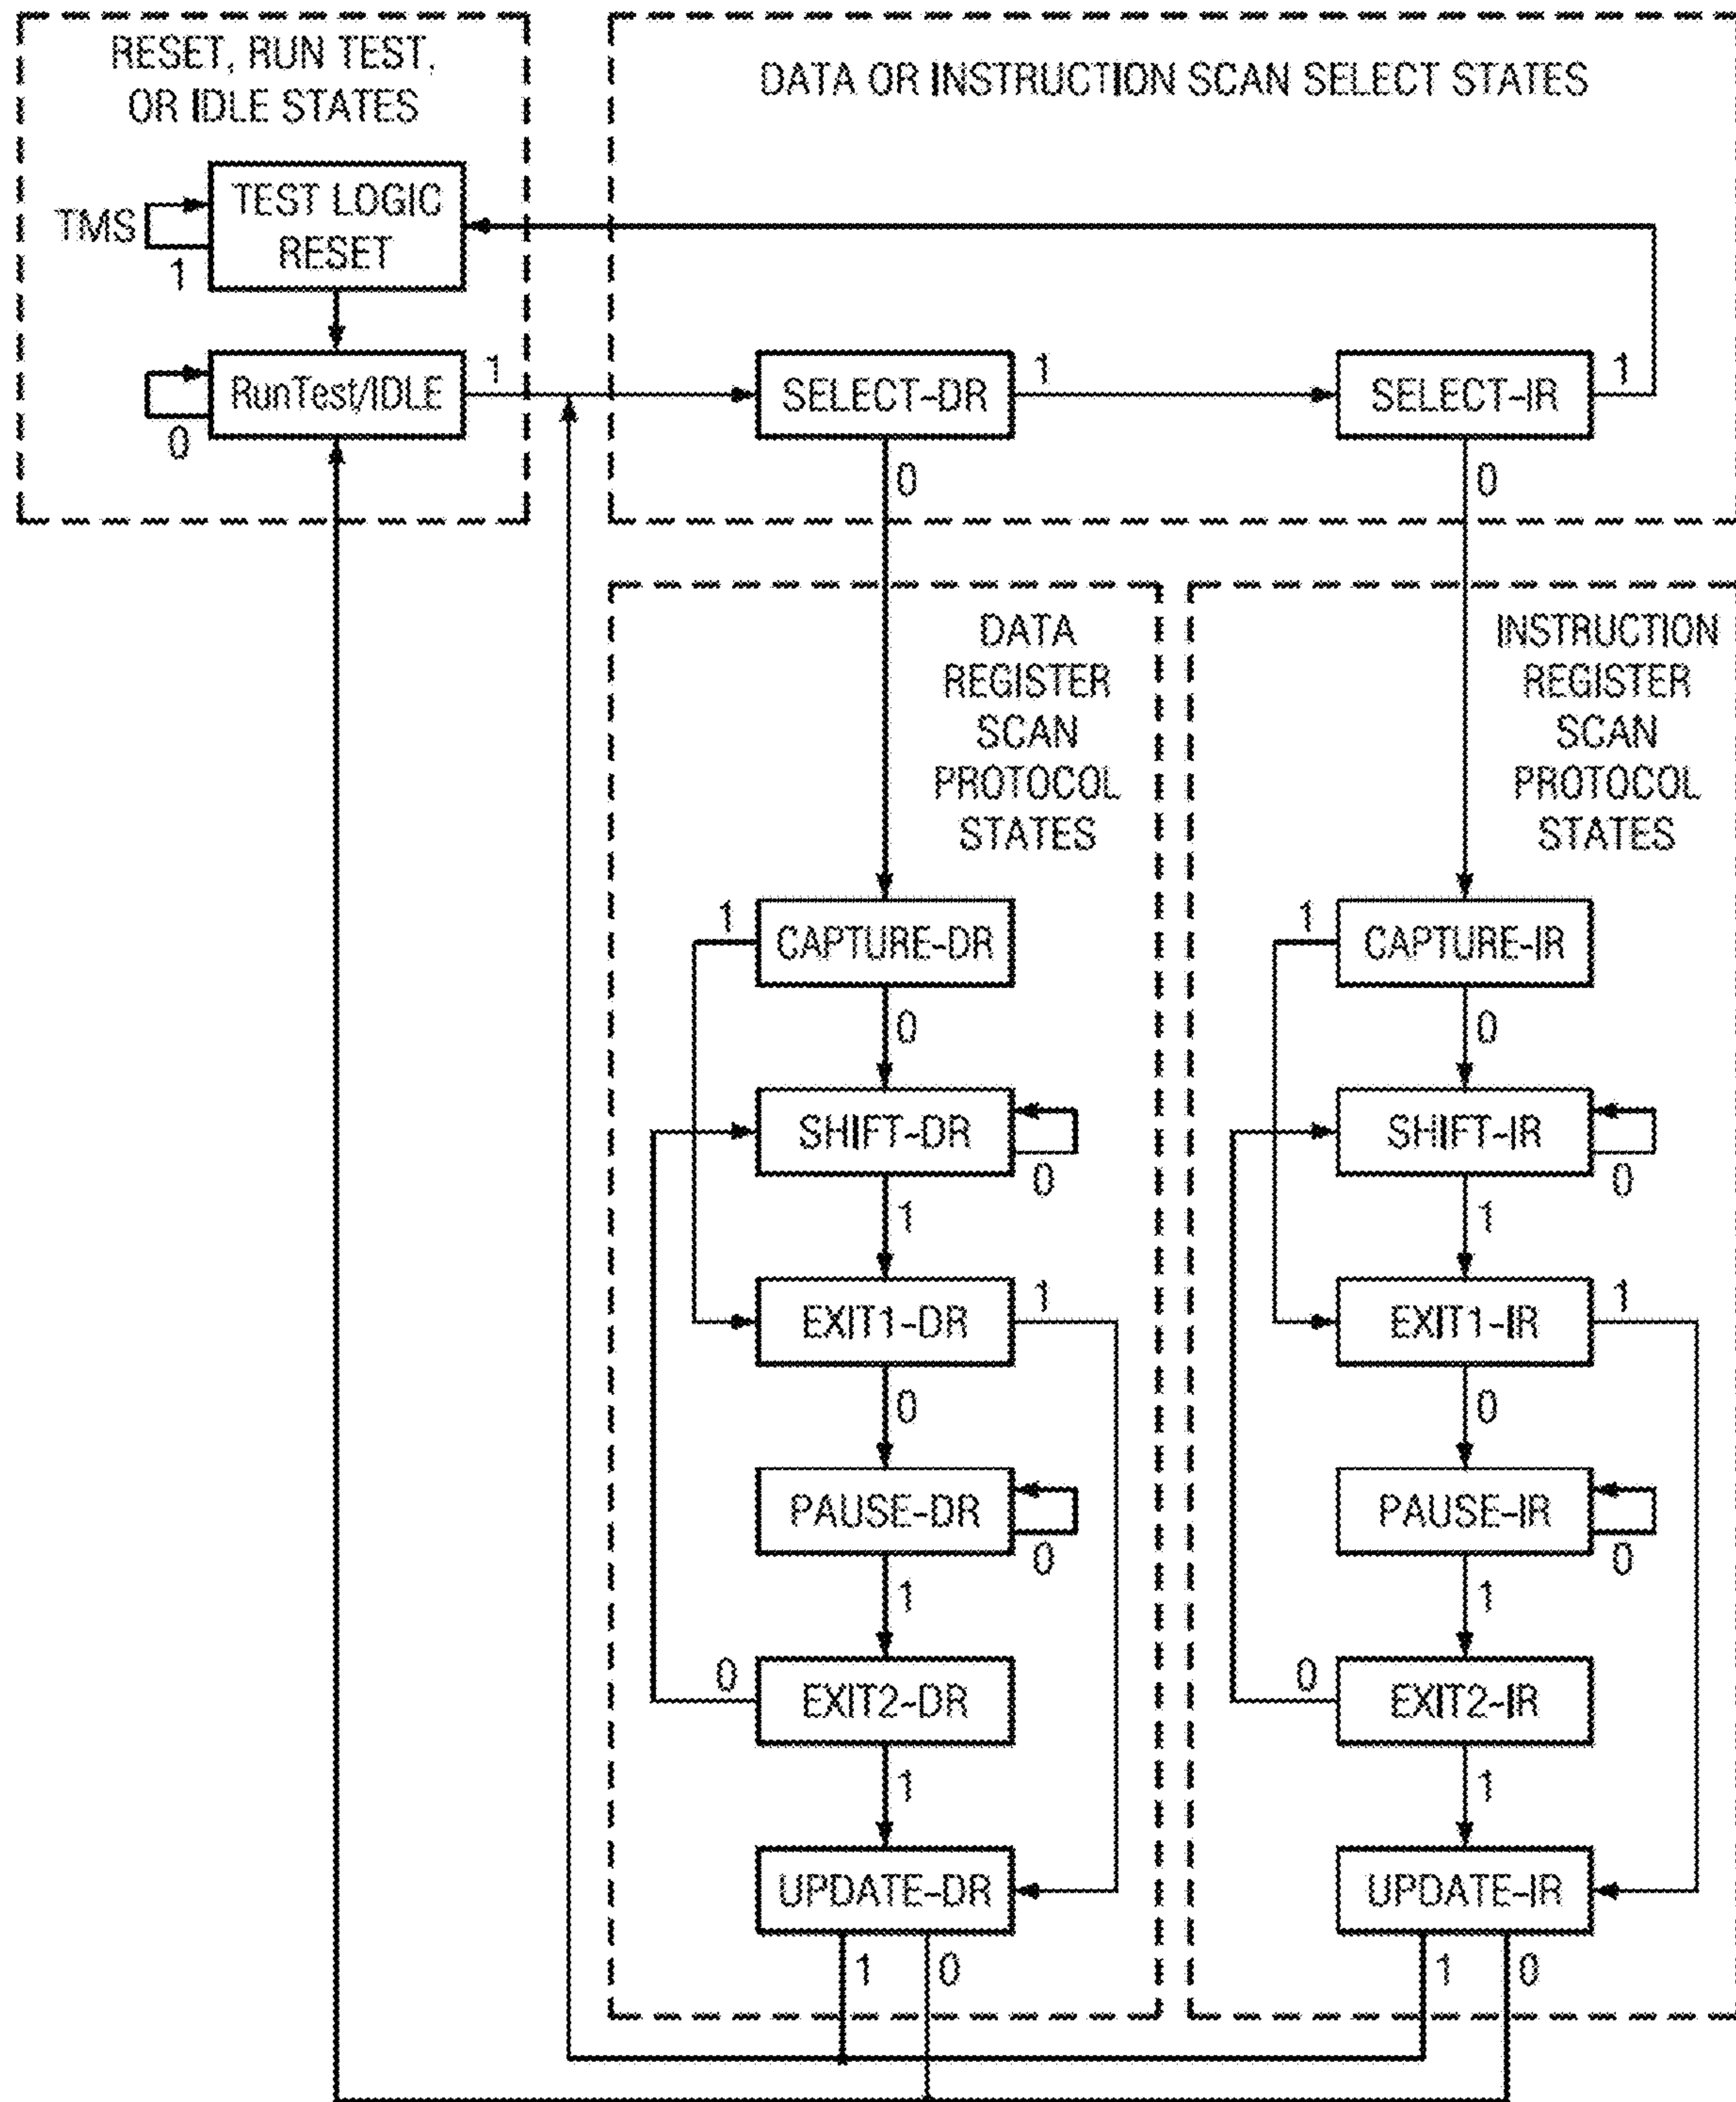 RESET, RUN TEST,
OR IDLE STATES
DATA OR INSTRUCTION SCAN SELECT STATES
TMS
TEST LOGIC
RESET
1
RunTest/IDLE
1
0
SELECT-DR
1
0
SELECT-IR
1
0
DATA
REGISTER
SCAN
PROTOCOL
STATES
INSTRUCTION
REGISTER
SCAN
PROTOCOL
STATES
1
CAPTURE-DR
0
SHIFT-DR
0
1
EXIT1-DR
1
0
PAUSE-DR
0
1
0
EXIT2-DR
1
UPDATE-DR
1
0
1
CAPTURE-IR
0
SHIFT-IR
0
1
EXIT1-IR
1
0
PAUSE-IR
0
1
0
EXIT2-IR
1
UPDATE-IR
1
0